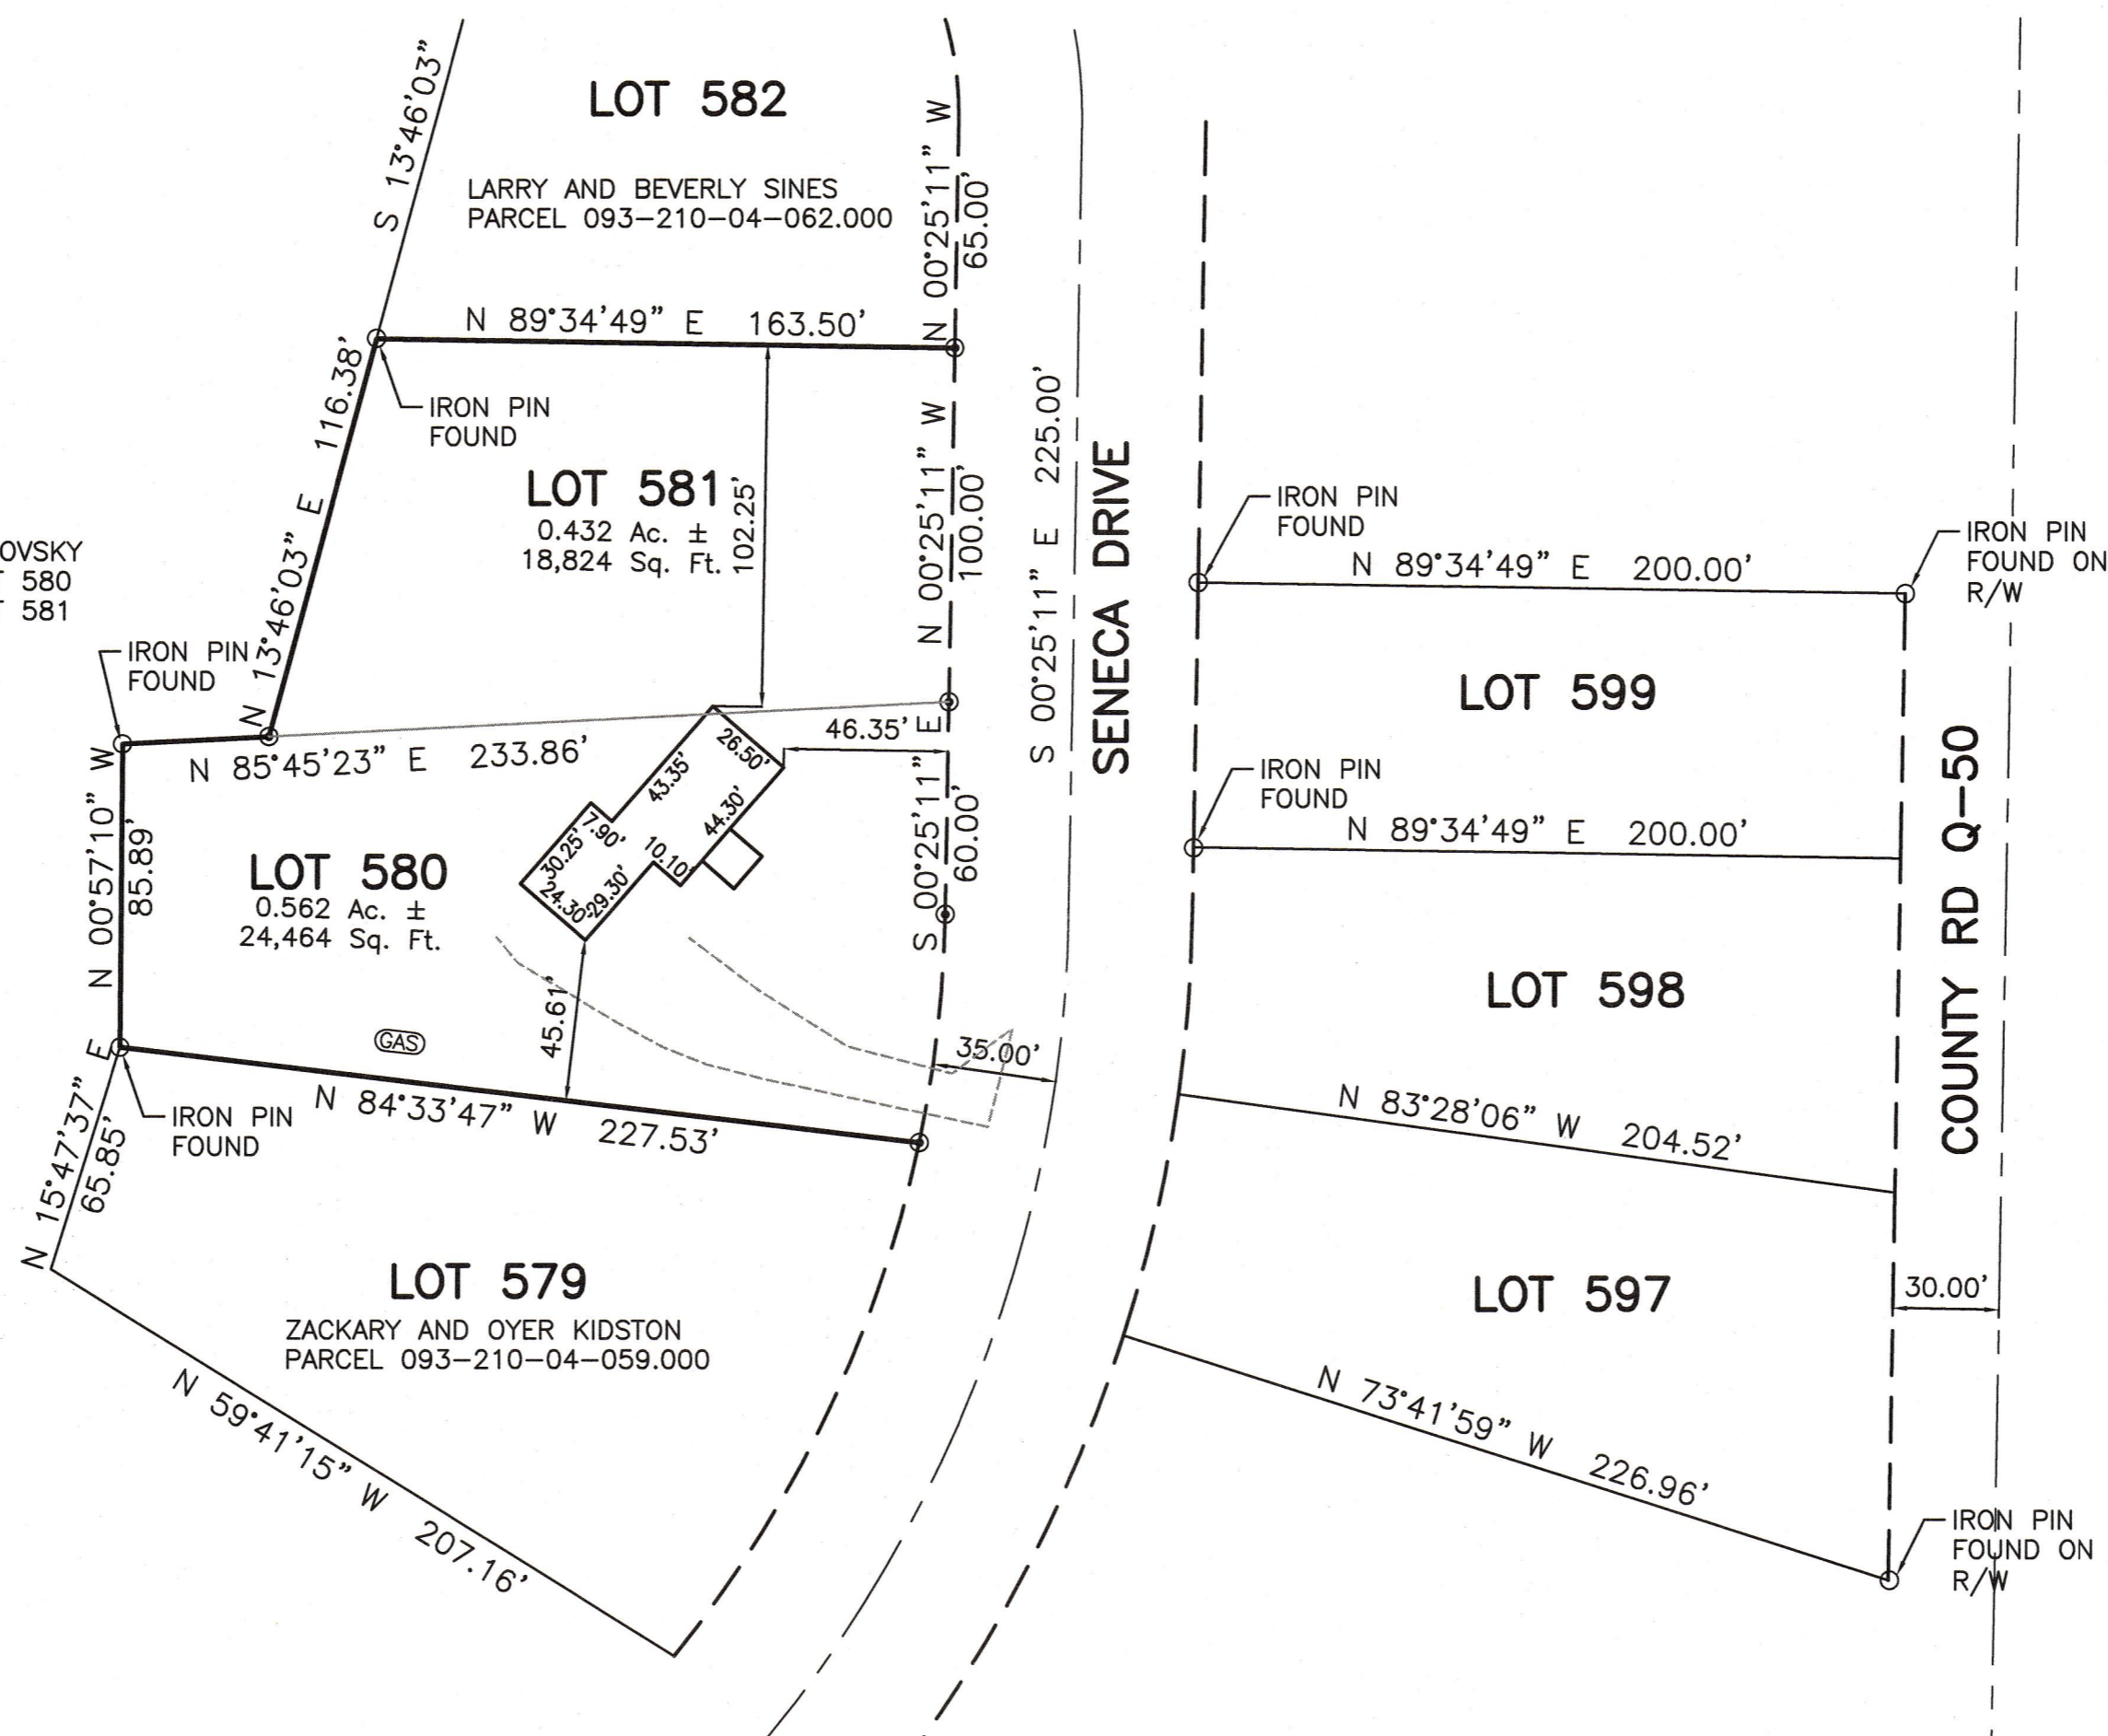 S 13°46'03"
LOT 582
LARRY AND BEVERLY SINES
PARCEL 093-210-04-062.000
N 00°25'11" W
65.00'
N 89°34'49" E 163.50'
N 13°46'03" E 116.38'
IRON PIN
FOUND
LOT 581
0.432 Ac. ±
18,824 Sq. Ft.
102.25'
N 00°25'11" W
100.00'
S 00°25'11" E 225.00'
SENECA DRIVE
OVSKY
580
581
IRON PIN
FOUND
N 85°45'23" E 233.86'
46.35'
26.50'
43.35'
44.30'
7.90'
10.10'
30.25'
24.30'
29.30'
N 00°57'10" W
85.89'
LOT 580
0.562 Ac. ±
24,464 Sq. Ft.
S 00°25'11" E
60.00'
45.61'
GAS
35.00'
N 84°33'47" W 227.53'
IRON PIN
FOUND
N 15°47'37" E
65.85'
LOT 579
ZACKARY AND OYER KIDSTON
PARCEL 093-210-04-059.000
N 59°41'15" W 207.16'
IRON PIN
FOUND
N 89°34'49" E 200.00'
IRON PIN
FOUND ON
R/W
LOT 599
IRON PIN
FOUND
N 89°34'49" E 200.00'
COUNTY RD Q-50
LOT 598
N 83°28'06" W 204.52'
LOT 597
30.00'
N 73°41'59" W 226.96'
IRON PIN
FOUND ON
R/W